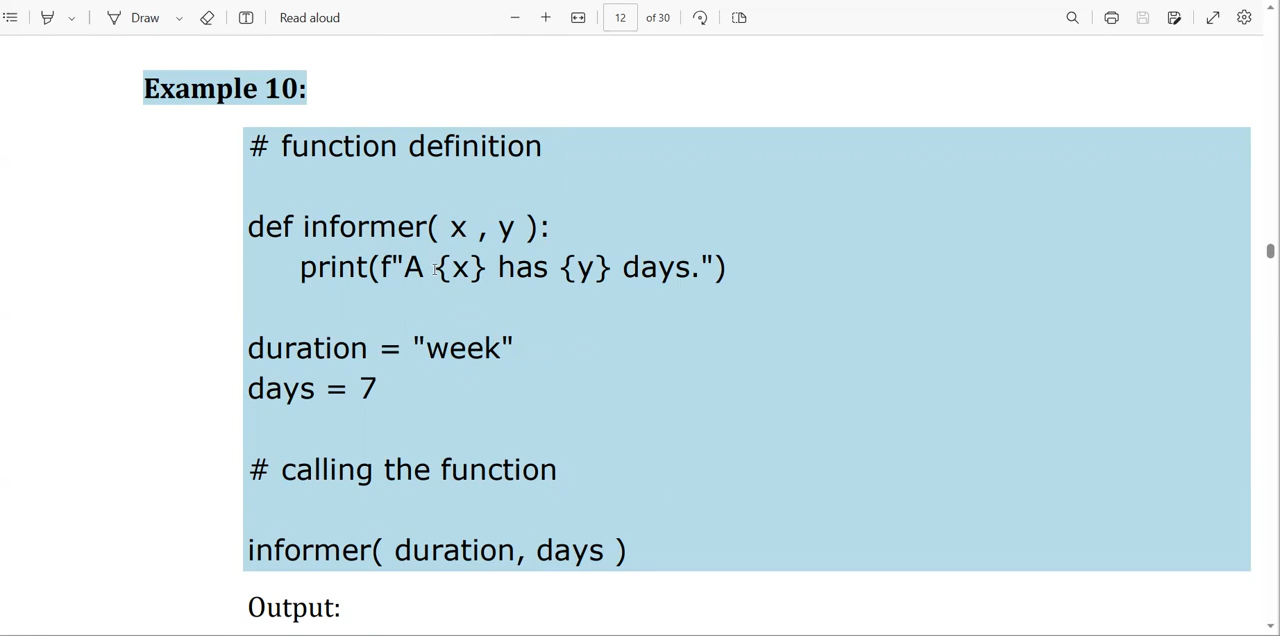 Draw
Read aloud
12 of 30
Example 10:
# function definition
def informer( x , y ):
print(f"A {x} has {y} days.")
duration = "week"
days = 7
# calling the function
informer( duration, days )
Output: